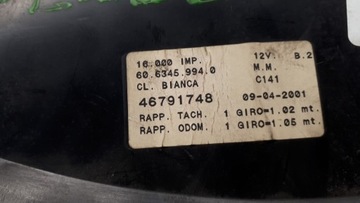 16.000 IMP. 12V. B.2
60.6345.994.0 M.M.
CL. BIANCA C141
46791748 09-04-2001
RAPP. TACH. 1 GIRO=1.02 mt.
RAPP. ODOM. 1 GIRO=1.05 mt.